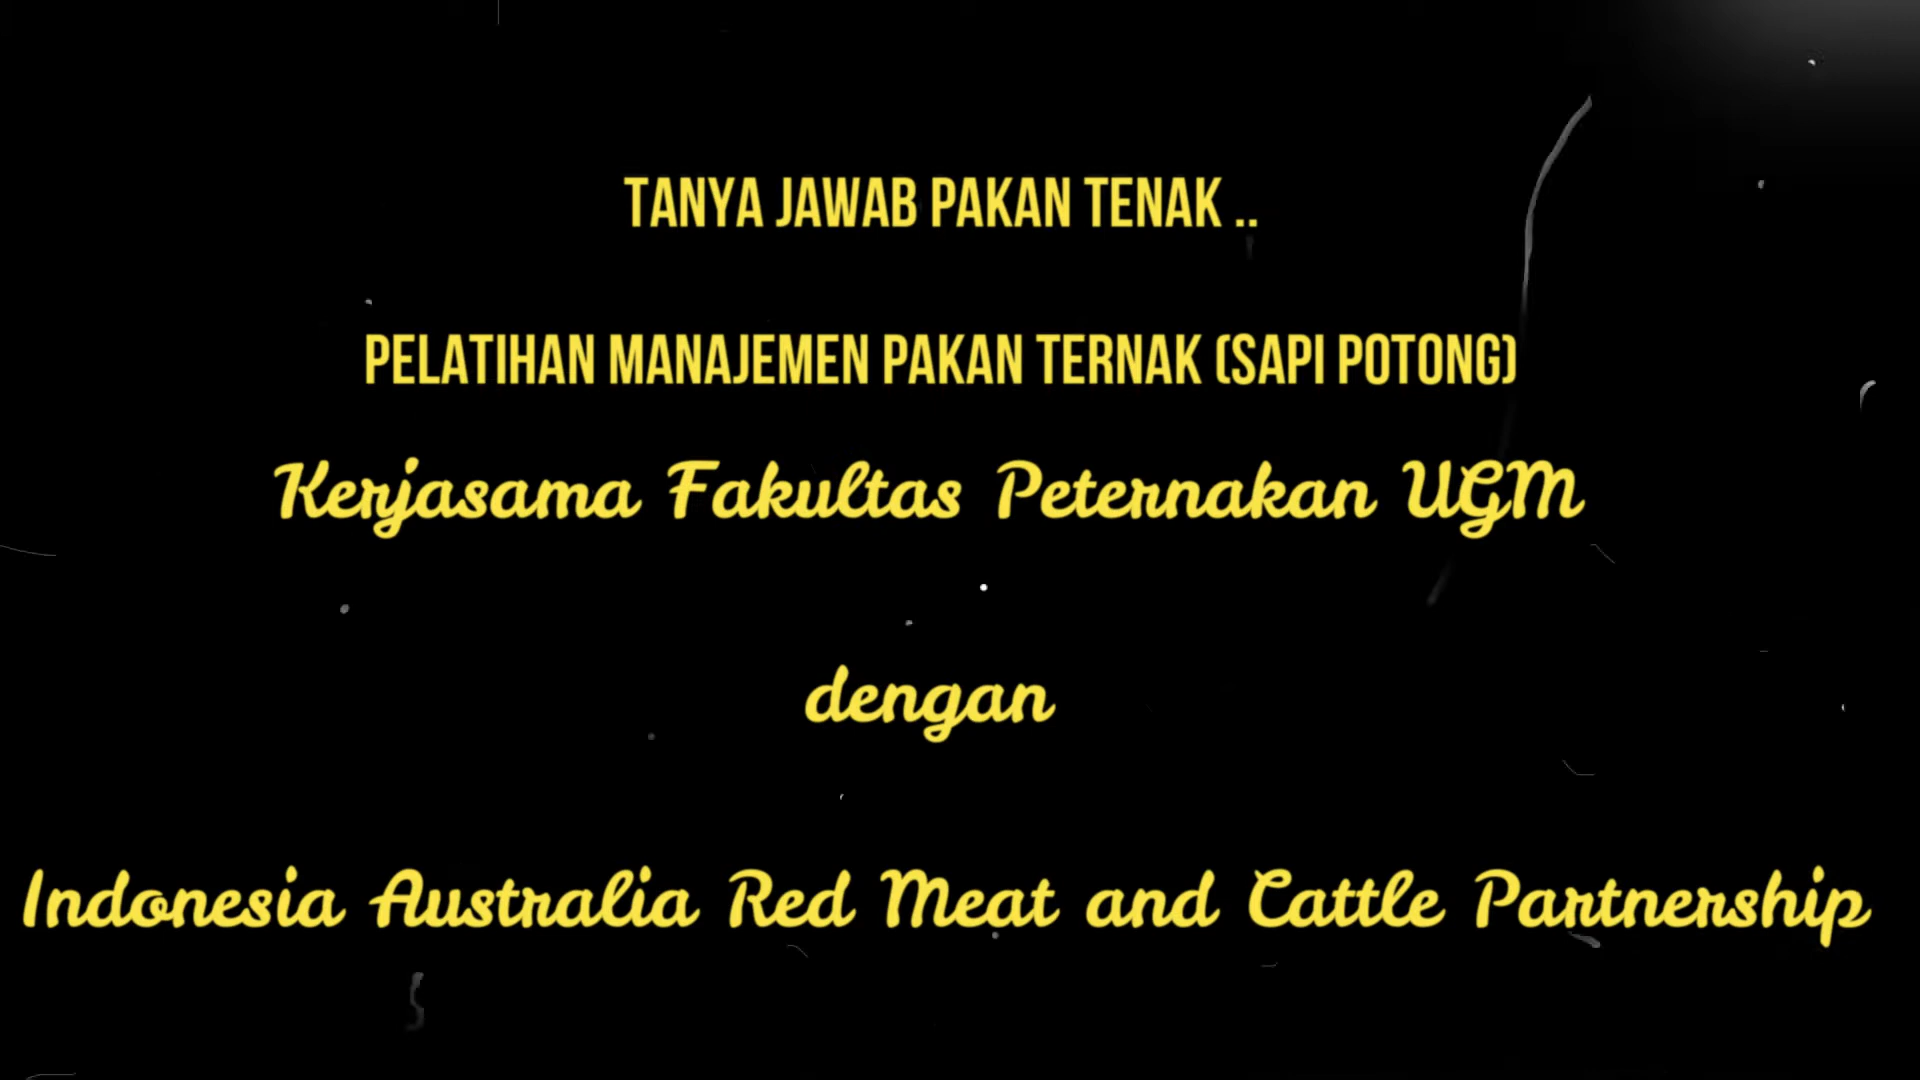 TANYA JAWAB PAKAN TENAK ..
PELATIHAN MANAJEMEN PAKAN TERNAK (SAPI POTONG)
Kerjasama Fakultas Peternakan UGM
dengan
Indonesia Australia Red Meat and Cattle Partnership